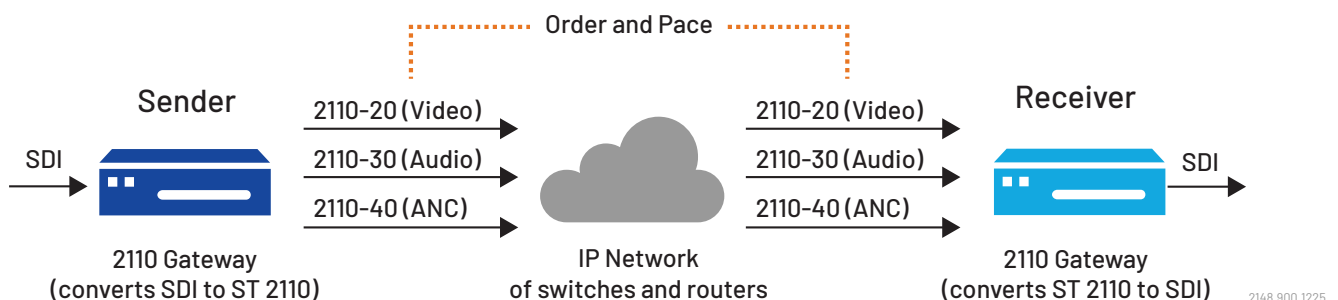 Order and Pace
Sender
Receiver
SDI
2110-20 (Video)
2110-30 (Audio)
2110-40 (ANC)
2110-20 (Video)
2110-30 (Audio)
2110-40 (ANC)
SDI
2110 Gateway
(converts SDI to ST 2110)
IP Network
of switches and routers
2110 Gateway
(converts ST 2110 to SDI)
2148.900.1225